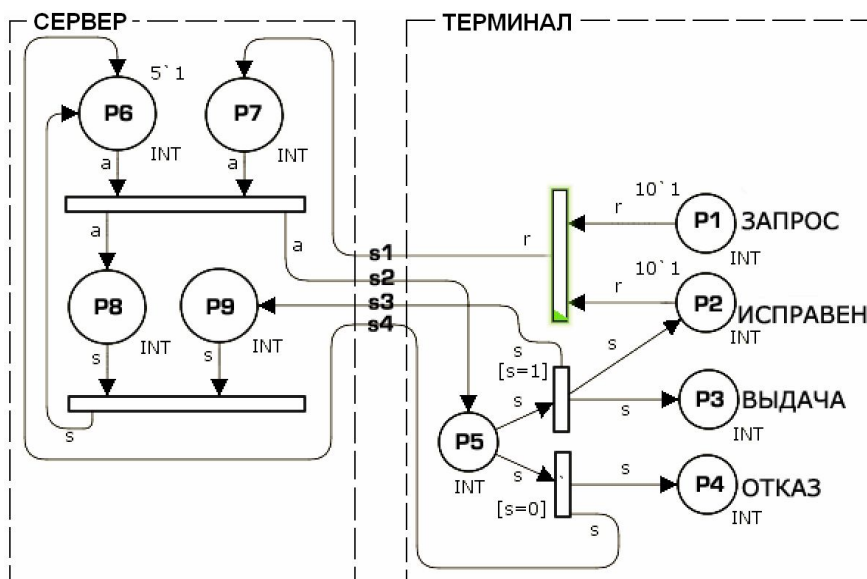 СЕРВЕР
ТЕРМИНАЛ
5`1
P6
P7
INT
INT
a
a
a
a
P8
P9
INT
INT
s
s
s
s1
s2
s3
s4
r
r
10`1
P1
ЗАПРОС
INT
r
10`1
P2
ИСПРАВЕН
INT
s
[s=1]
s
s
s
P3
ВЫДАЧА
INT
P5
INT
s
[s=0]
s
s
P4
ОТКАЗ
INT